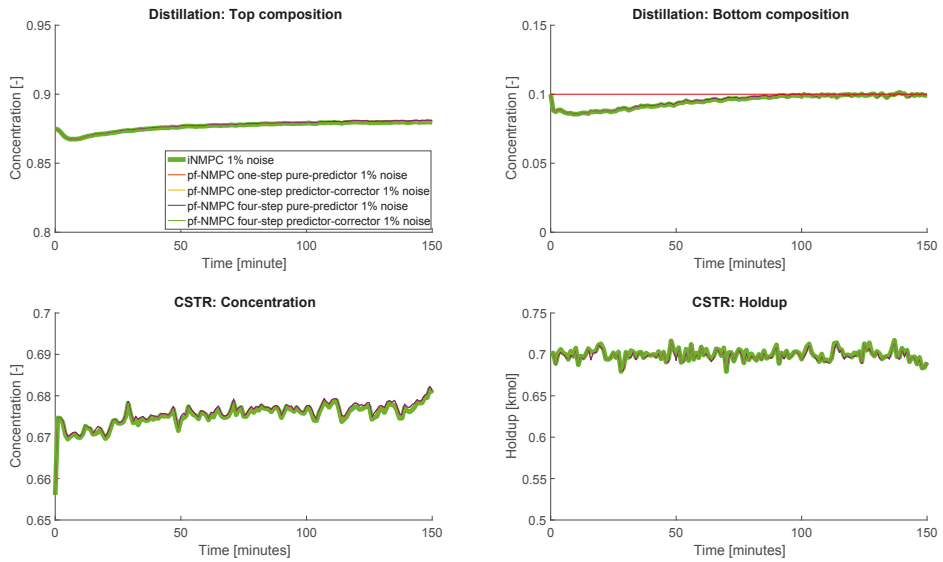 Distillation: Top composition
0.95
0.9
0.85
0.8
Concentration [-]
iNMPC 1% noise
pf-NMPC one-step pure-predictor 1% noise
pf-NMPC one-step predictor-corrector 1% noise
pf-NMPC four-step pure-predictor 1% noise
pf-NMPC four-step predictor-corrector 1% noise
0 50 100 150
Time [minute]
Distillation: Bottom composition
0.15
0.1
0.05
0
Concentration [-]
0 50 100 150
Time [minutes]
CSTR: Concentration
0.7
0.69
0.68
0.67
0.66
0.65
Concentration [-]
0 50 100 150
Time [minutes]
CSTR: Holdup
0.75
0.7
0.65
0.6
0.55
0.5
Holdup [kmol]
0 50 100 150
Time [minutes]